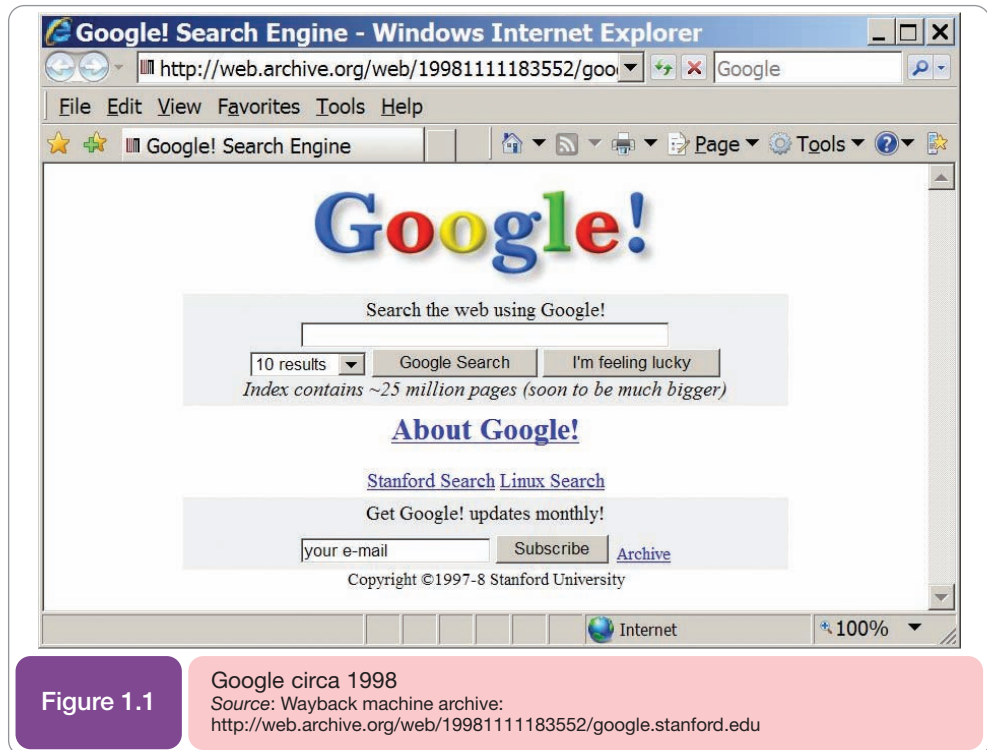 Google! Search Engine - Windows Internet Explorer
http://web.archive.org/web/19981111183552/goo
Google
File Edit View Favorites Tools Help
Google! Search Engine
Page Tools
Google!
Search the web using Google!
10 results Google Search I'm feeling lucky
Index contains ~25 million pages (soon to be much bigger)
About Google!
Stanford Search Linux Search
Get Google! updates monthly!
your e-mail Subscribe Archive
Copyright ©1997-8 Stanford University
Internet 100%
Figure 1.1
Google circa 1998
Source: Wayback machine archive:
http://web.archive.org/web/19981111183552/google.stanford.edu